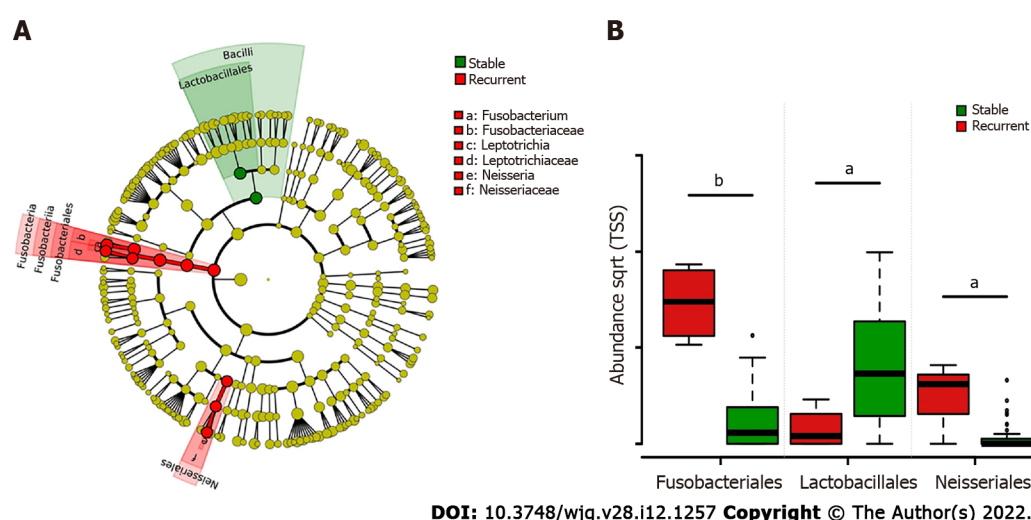 A
Bacilli
Lactobacillales
Fusobacteria
Fusobacteriia
Fusobacteriales
b
d
f
Neisseriales
Stable
Recurrent
a: Fusobacterium
b: Fusobacteriaceae
c: Leptotrichia
d: Leptotrichiaceae
e: Neisseria
f: Neisseriaceae
B
Stable
Recurrent
b
a
a
Abundance sqrt (TSS)
Fusobacteriales
Lactobacillales
Neisseriales
DOI: 10.3748/wjg.v28.i12.1257 Copyright © The Author(s) 2022.